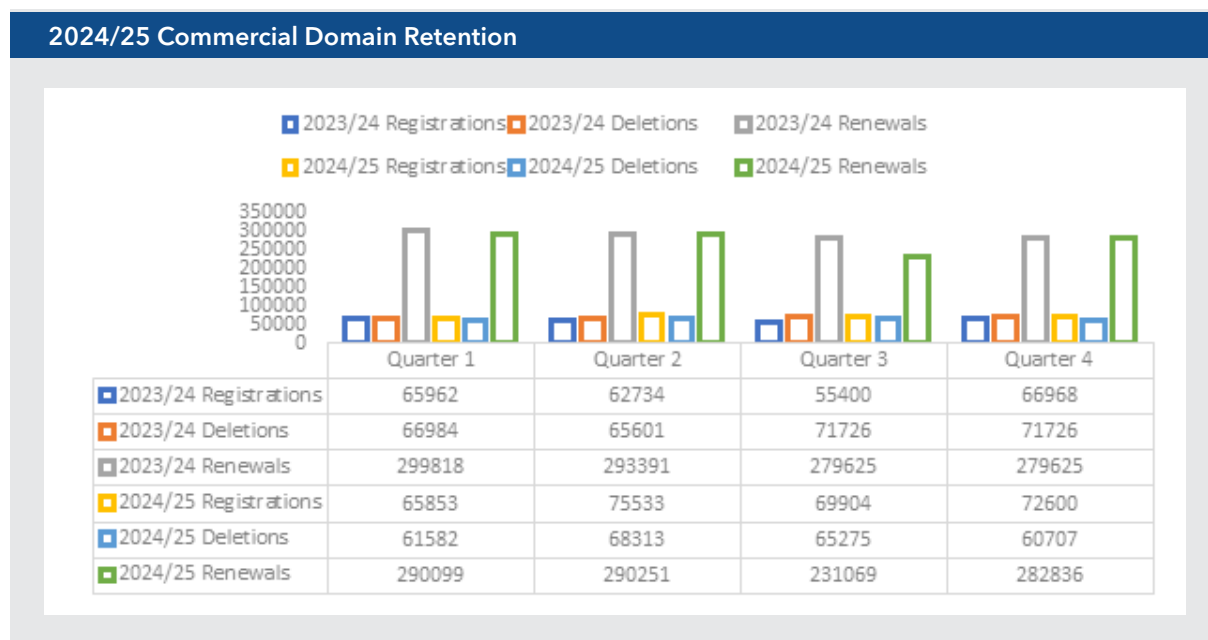 2024/25 Commercial Domain Retention
2023/24 Registrations 2023/24 Deletions 2023/24 Renewals
2024/25 Registrations 2024/25 Deletions 2024/25 Renewals
350000
300000
250000
200000
150000
100000
50000
0
Quarter 1 Quarter 2 Quarter 3 Quarter 4
2023/24 Registrations 65962 62734 55400 66968
2023/24 Deletions 66984 65601 71726 71726
2023/24 Renewals 299818 293391 279625 279625
2024/25 Registrations 65853 75533 69904 72600
2024/25 Deletions 61582 68313 65275 60707
2024/25 Renewals 290099 290251 231069 282836